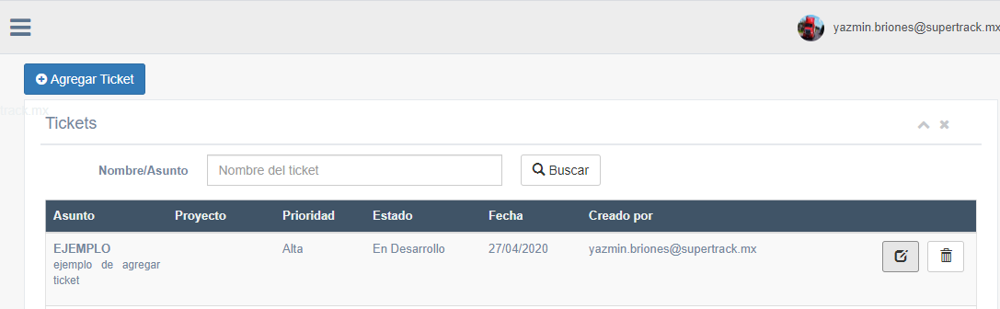 yazmin.briones@supertrack.mx
Agregar Ticket
track.mx
Tickets
Nombre/Asunto Nombre del ticket Buscar
Asunto Proyecto Prioridad Estado Fecha Creado por
EJEMPLO Alta En Desarrollo 27/04/2020 yazmin.briones@supertrack.mx
ejemplo de agregar
ticket